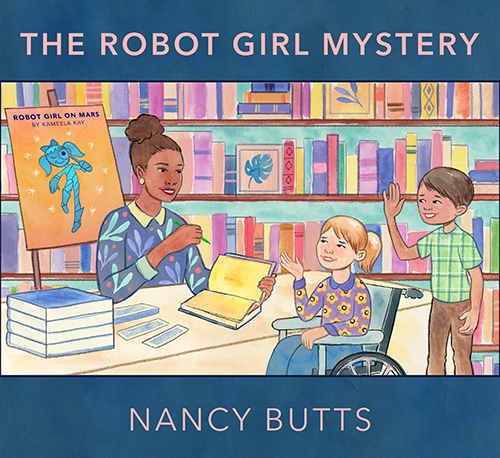 THE ROBOT GIRL MYSTERY
ROBOT GIRL ON MARS
BY KAMEELA KAY
NANCY BUTTS